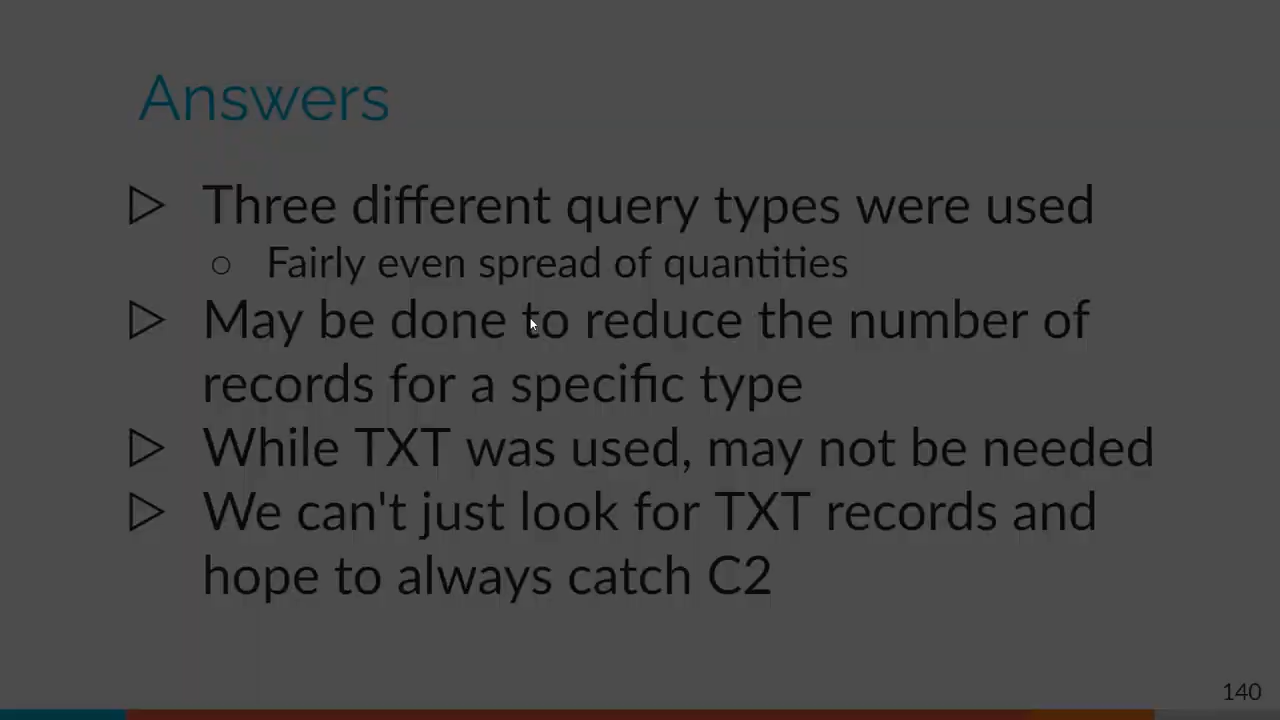 Answers
Three different query types were used
Fairly even spread of quantities
May be done to reduce the number of
records for a specific type
While TXT was used, may not be needed
We can't just look for TXT records and
hope to always catch C2
140